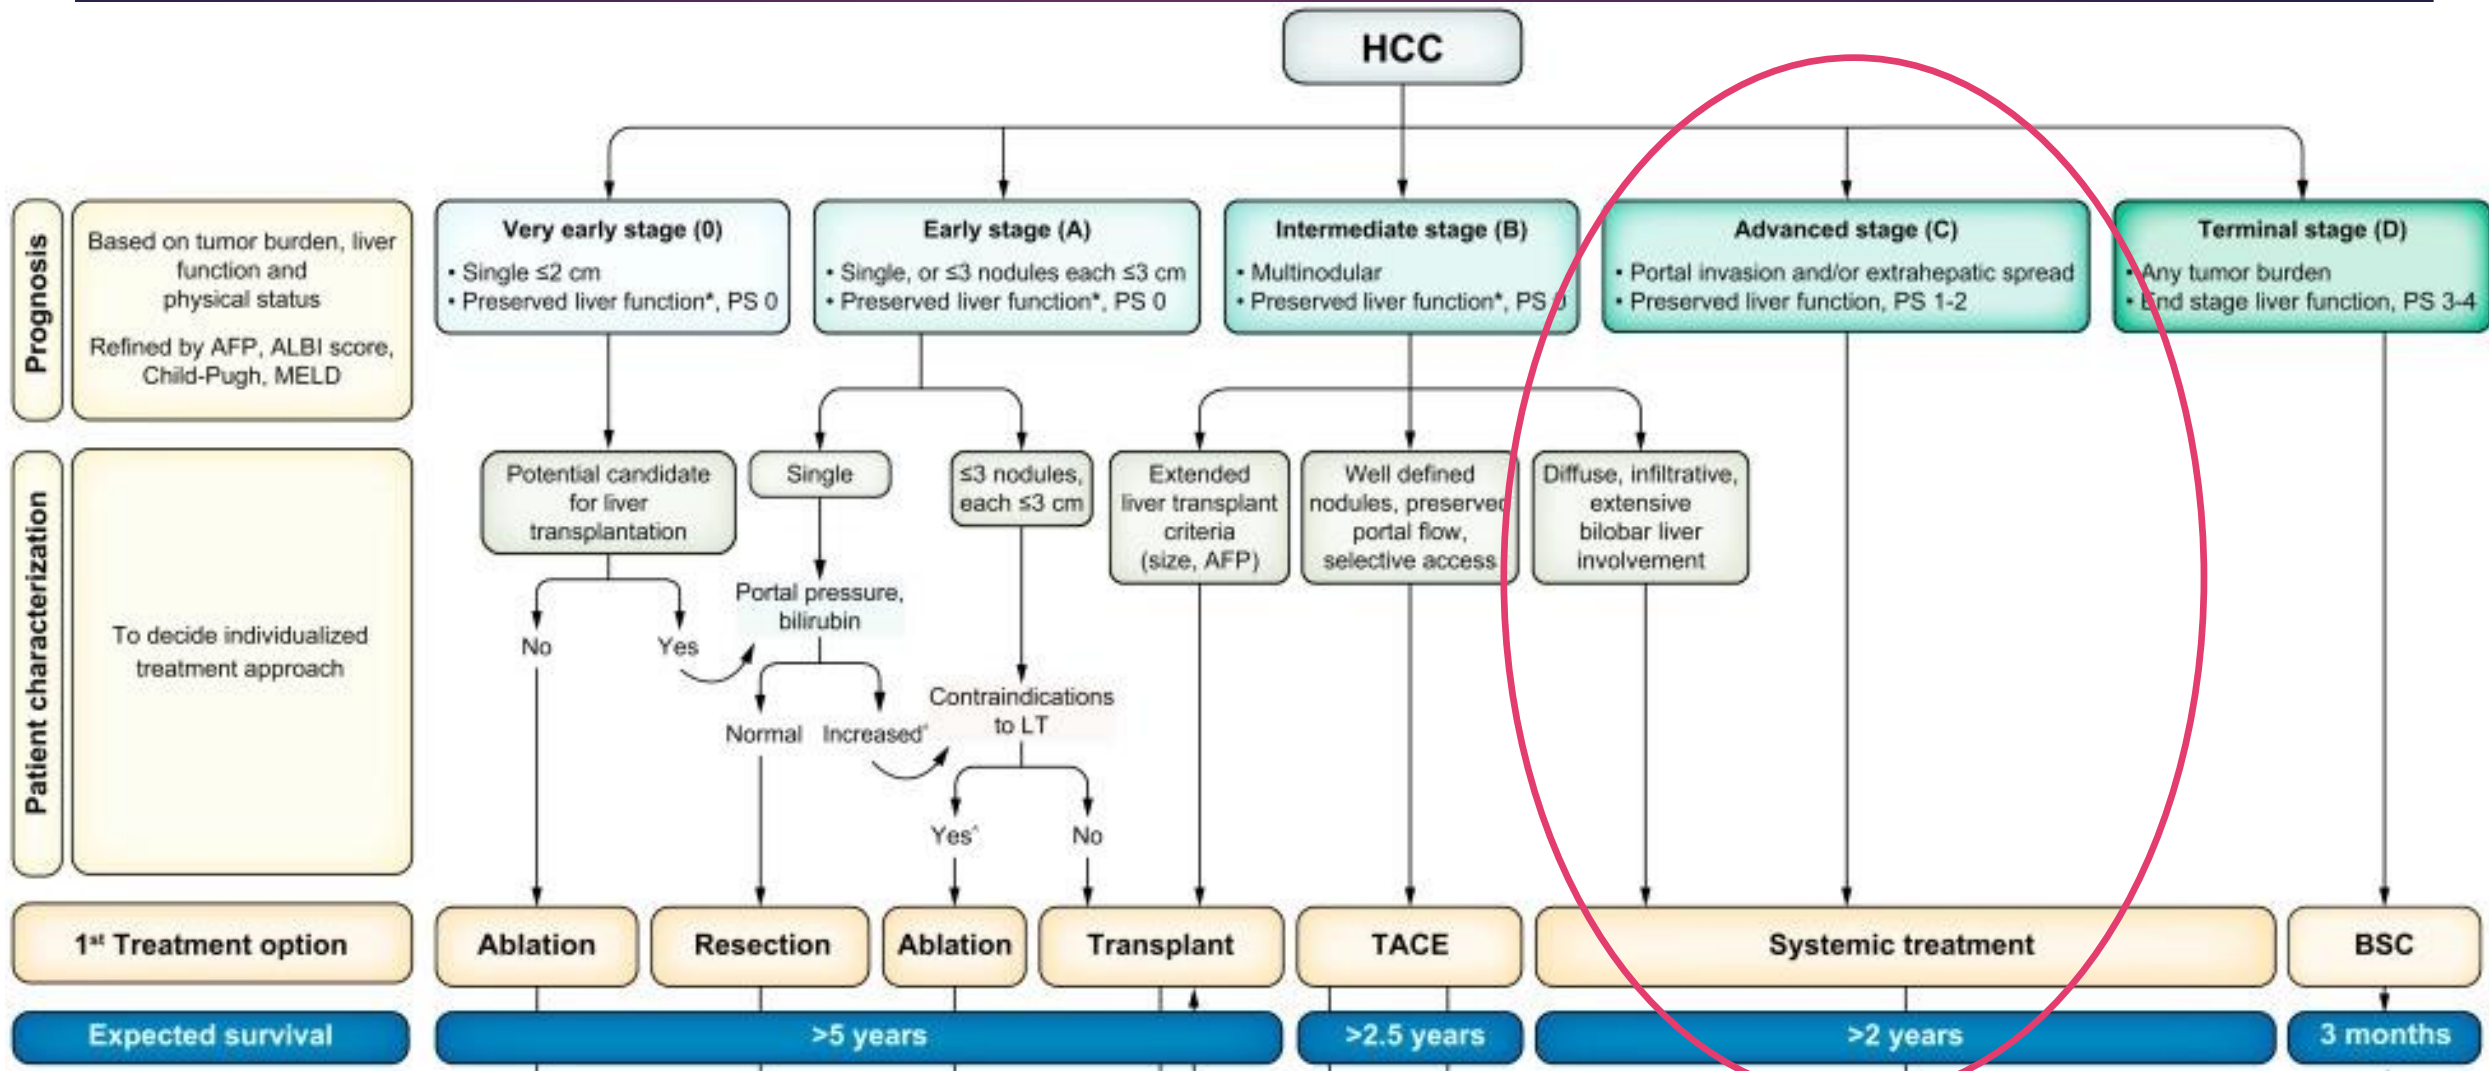 HCC
Prognosis
Based on tumor burden, liver
function and
physical status
Refined by AFP, ALBI score,
Child-Pugh, MELD
Very early stage (0)
• Single ≤2 cm
• Preserved liver function*, PS 0
Early stage (A)
• Single, or ≤3 nodules each ≤3 cm
• Preserved liver function*, PS 0
Intermediate stage (B)
• Multinodular
• Preserved liver function*, PS 0
Advanced stage (C)
• Portal invasion and/or extrahepatic spread
• Preserved liver function, PS 1-2
Terminal stage (D)
• Any tumor burden
• End stage liver function, PS 3-4
Patient characterization
To decide individualized
treatment approach
Potential candidate
for liver
transplantation
Single
≤3 nodules,
each ≤3 cm
Extended
liver transplant
criteria
(size, AFP)
Well defined
nodules, preserved
portal flow,
selective access
Diffuse, infiltrative,
extensive
bilobar liver
involvement
Portal pressure,
bilirubin
No
Yes
Contraindications
to LT
Normal
Increased^
Yes^
No
1st Treatment option
Ablation
Resection
Ablation
Transplant
TACE
Systemic treatment
BSC
Expected survival
>5 years
>2.5 years
>2 years
3 months